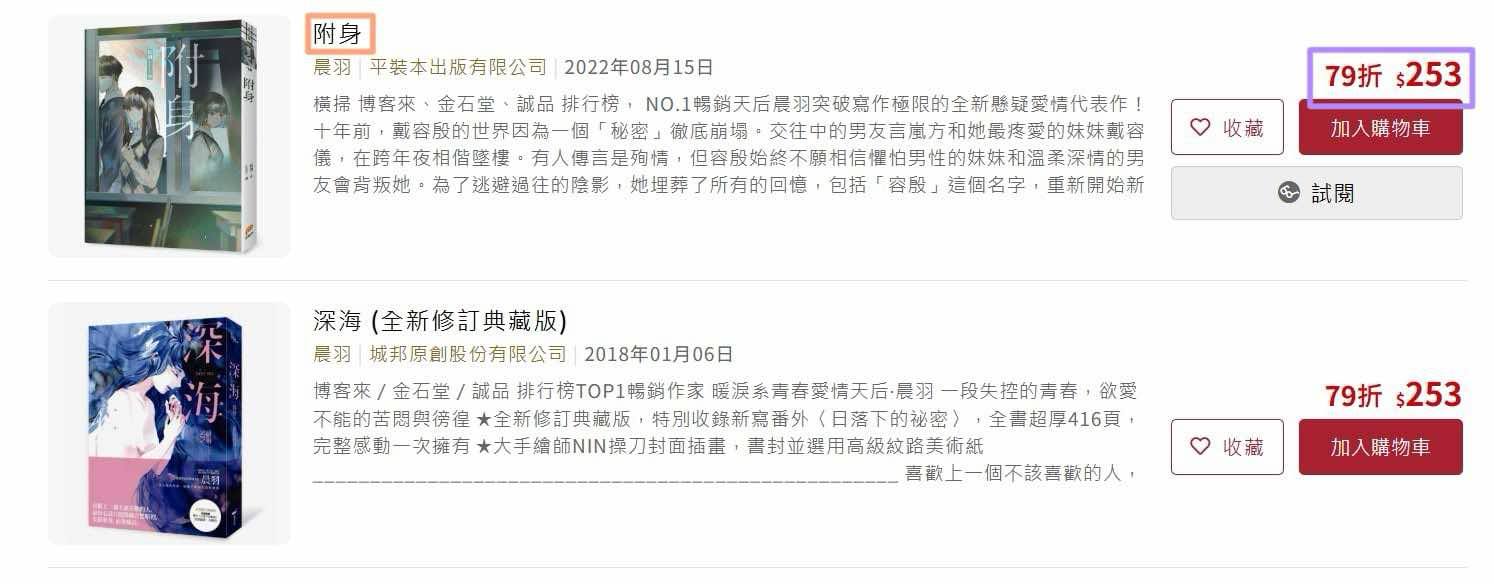 附身
附身
附身
晨羽 | 平裝本出版有限公司 | 2022年08月15日
79折 $253
橫掃 博客來、金石堂、誠品 排行榜， NO.1暢銷天后晨羽突破寫作極限的全新懸疑愛情代表作！
十年前，戴容殷的世界因為一個「秘密」徹底崩塌。交往中的男友言嵐方和她最疼愛的妹妹戴容
儀，在跨年夜相偕墜樓。有人傳言是殉情，但容殷始終不願相信懼怕男性的妹妹和溫柔深情的男
友會背叛她。為了逃避過往的陰影，她埋葬了所有的回憶，包括「容殷」這個名字，重新開始新
收藏
加入購物車
試閱
深海
深海
晨羽
深海 (全新修訂典藏版)
晨羽 | 城邦原創股份有限公司 | 2018年01月06日
博客來 / 金石堂 / 誠品 排行榜TOP1暢銷作家 暖淚系青春愛情天后·晨羽 一段失控的青春，欲愛
不能的苦悶與徬徨 ★全新修訂典藏版，特別收錄新寫番外〈日落下的祕密〉，全書超厚416頁，
完整感動一次擁有 ★大手繪師NIN操刀封面插畫，書封並選用高級紋路美術紙
____________________________________________________ 喜歡上一個不該喜歡的人，
79折 $253
收藏
加入購物車